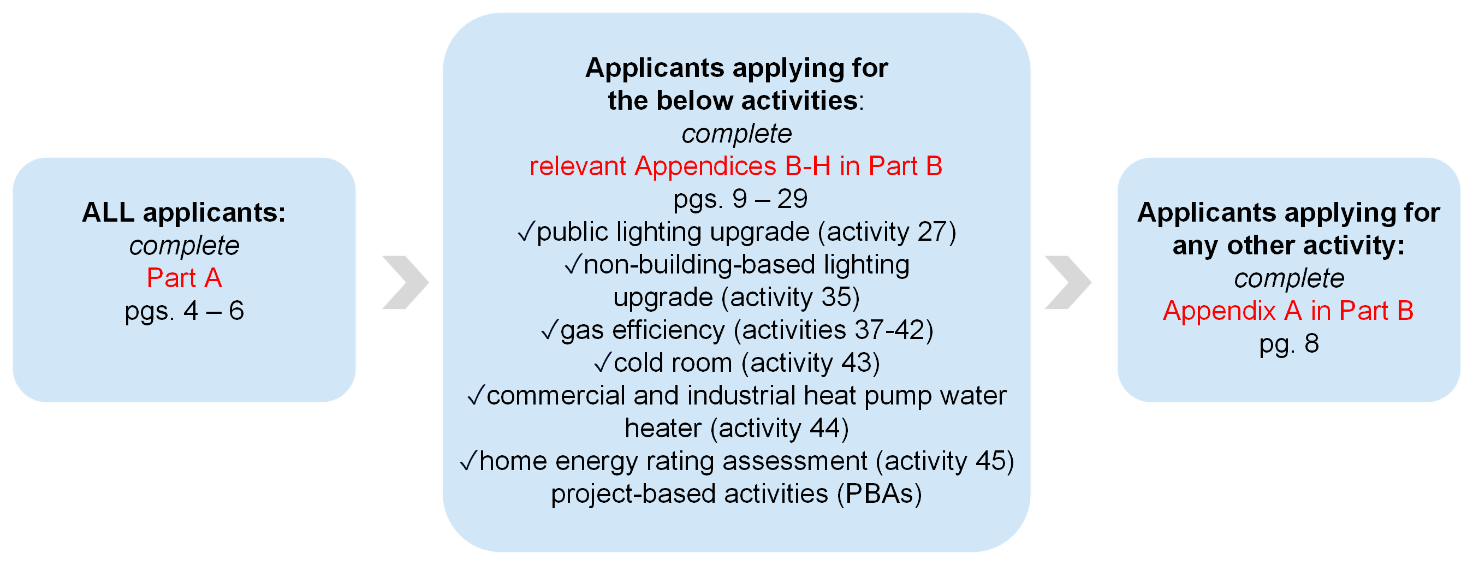 ALL applicants:
complete
Part A
pgs. 4 – 6
Applicants applying for
the below activities:
complete
relevant Appendices B-H in Part B
pgs. 9 – 29
✓public lighting upgrade (activity 27)
✓non-building-based lighting
upgrade (activity 35)
✓gas efficiency (activities 37-42)
✓cold room (activity 43)
✓commercial and industrial heat pump water
heater (activity 44)
✓home energy rating assessment (activity 45)
project-based activities (PBAs)
Applicants applying for
any other activity:
complete
Appendix A in Part B
pg. 8